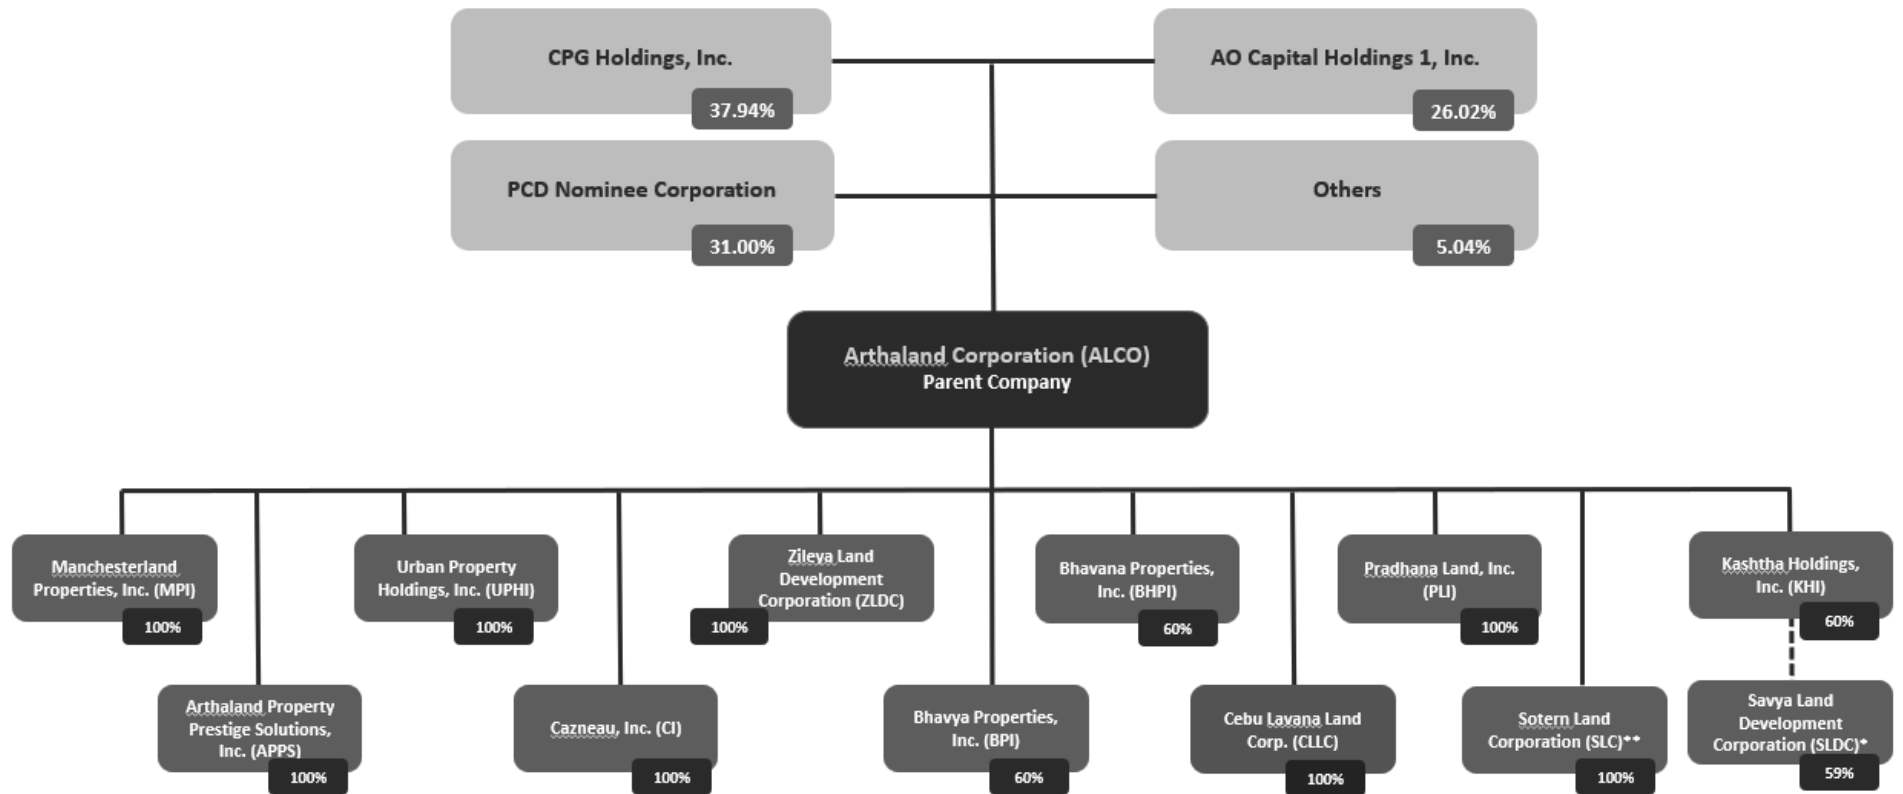 CPG Holdings, Inc.
37.94%
AO Capital Holdings 1, Inc.
26.02%
PCD Nominee Corporation
31.00%
Others
5.04%
Arthaland Corporation (ALCO)
Parent Company
Manchesterland
Properties, Inc. (MPI)
100%
Urban Property
Holdings, Inc. (UPHI)
100%
Zileya Land
Development
Corporation (ZLDC)
100%
Bhavana Properties,
Inc. (BHPI)
60%
Pradhana Land, Inc.
(PLI)
100%
Kashtha Holdings,
Inc. (KHI)
60%
Arthaland Property
Prestige Solutions,
Inc. (APPS)
100%
Cazneau, Inc. (CI)
100%
Bhavya Properties,
Inc. (BPI)
60%
Cebu Lavana Land
Corp. (CLLC)
100%
Sotern Land
Corporation (SLC)**
100%
Savya Land
Development
Corporation (SLDC)*
59%